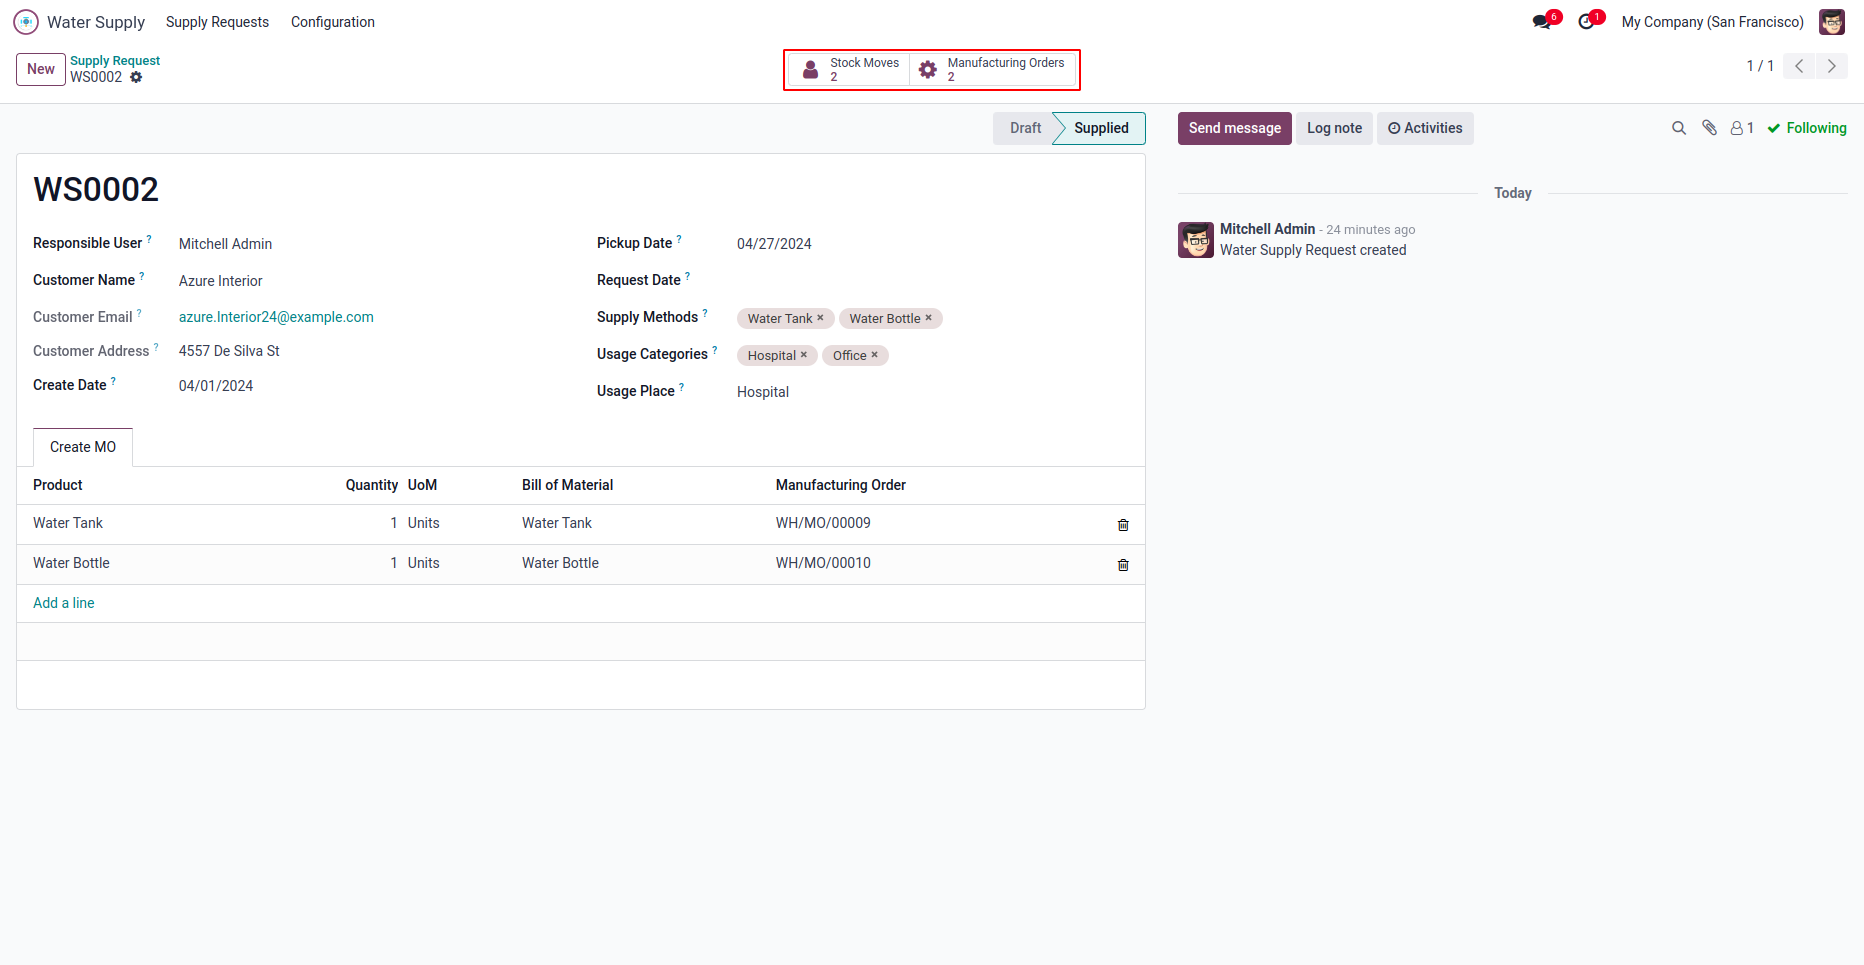 Water Supply Supply Requests Configuration 6 1 My Company (San Francisco)
New Supply Request
WS0002
Stock Moves
2
Manufacturing Orders
2
1 / 1
Draft Supplied
Send message Log note Activities 1 Following
WS0002
Today
Mitchell Admin - 24 minutes ago
Water Supply Request created
Responsible User ? Mitchell Admin
Customer Name ? Azure Interior
Customer Email ? azure.Interior24@example.com
Customer Address ? 4557 De Silva St
Create Date ? 04/01/2024
Pickup Date ? 04/27/2024
Request Date ?
Supply Methods ? Water Tank × Water Bottle ×
Usage Categories ? Hospital × Office ×
Usage Place ? Hospital
Create MO
Product Quantity UoM Bill of Material Manufacturing Order
Water Tank 1 Units Water Tank WH/MO/00009
Water Bottle 1 Units Water Bottle WH/MO/00010
Add a line